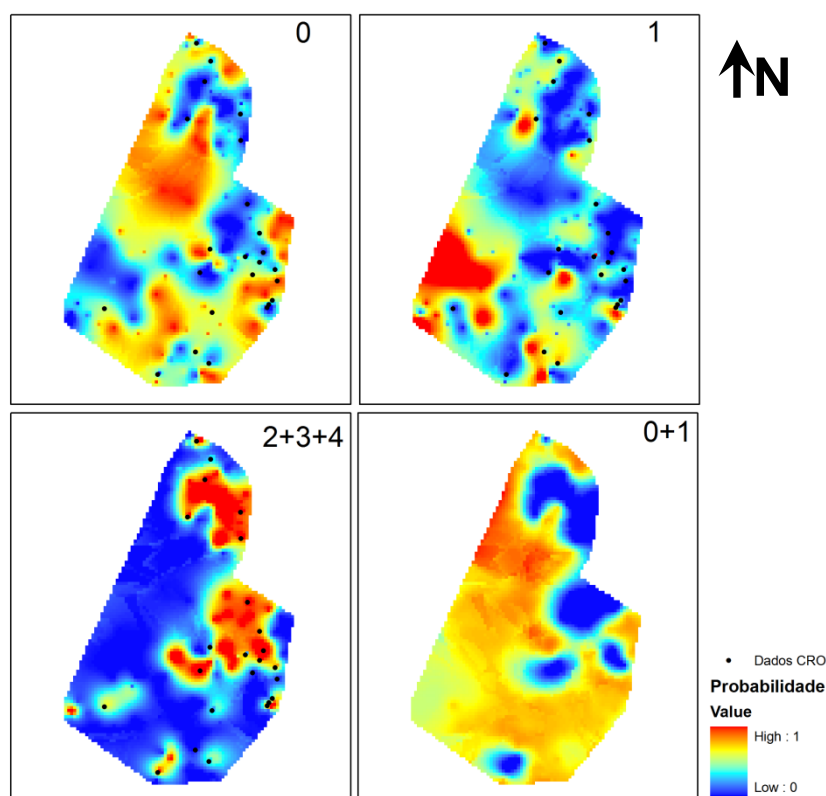 0
1
N
2+3+4
0+1
Dados CRO
Probabilidade
Value
High : 1
Low : 0